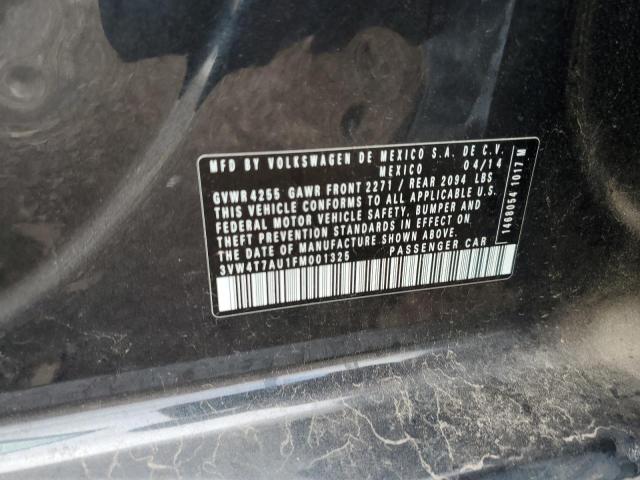 MFD BY VOLKSWAGEN DE MEXICO S.A. DE C.V.
MEXICO 04/14
GVWR 4255 GAWR FRONT 2271 / REAR 2094 LBS
THIS VEHICLE CONFORMS TO ALL APPLICABLE U.S.
FEDERAL MOTOR VEHICLE SAFETY, BUMPER AND
THEFT PREVENTION STANDARDS IN EFFECT ON
THE DATE OF MANUFACTURE SHOWN ABOVE.
3VW4T7AU1FM001325 PASSENGER CAR
1468054 1017 M